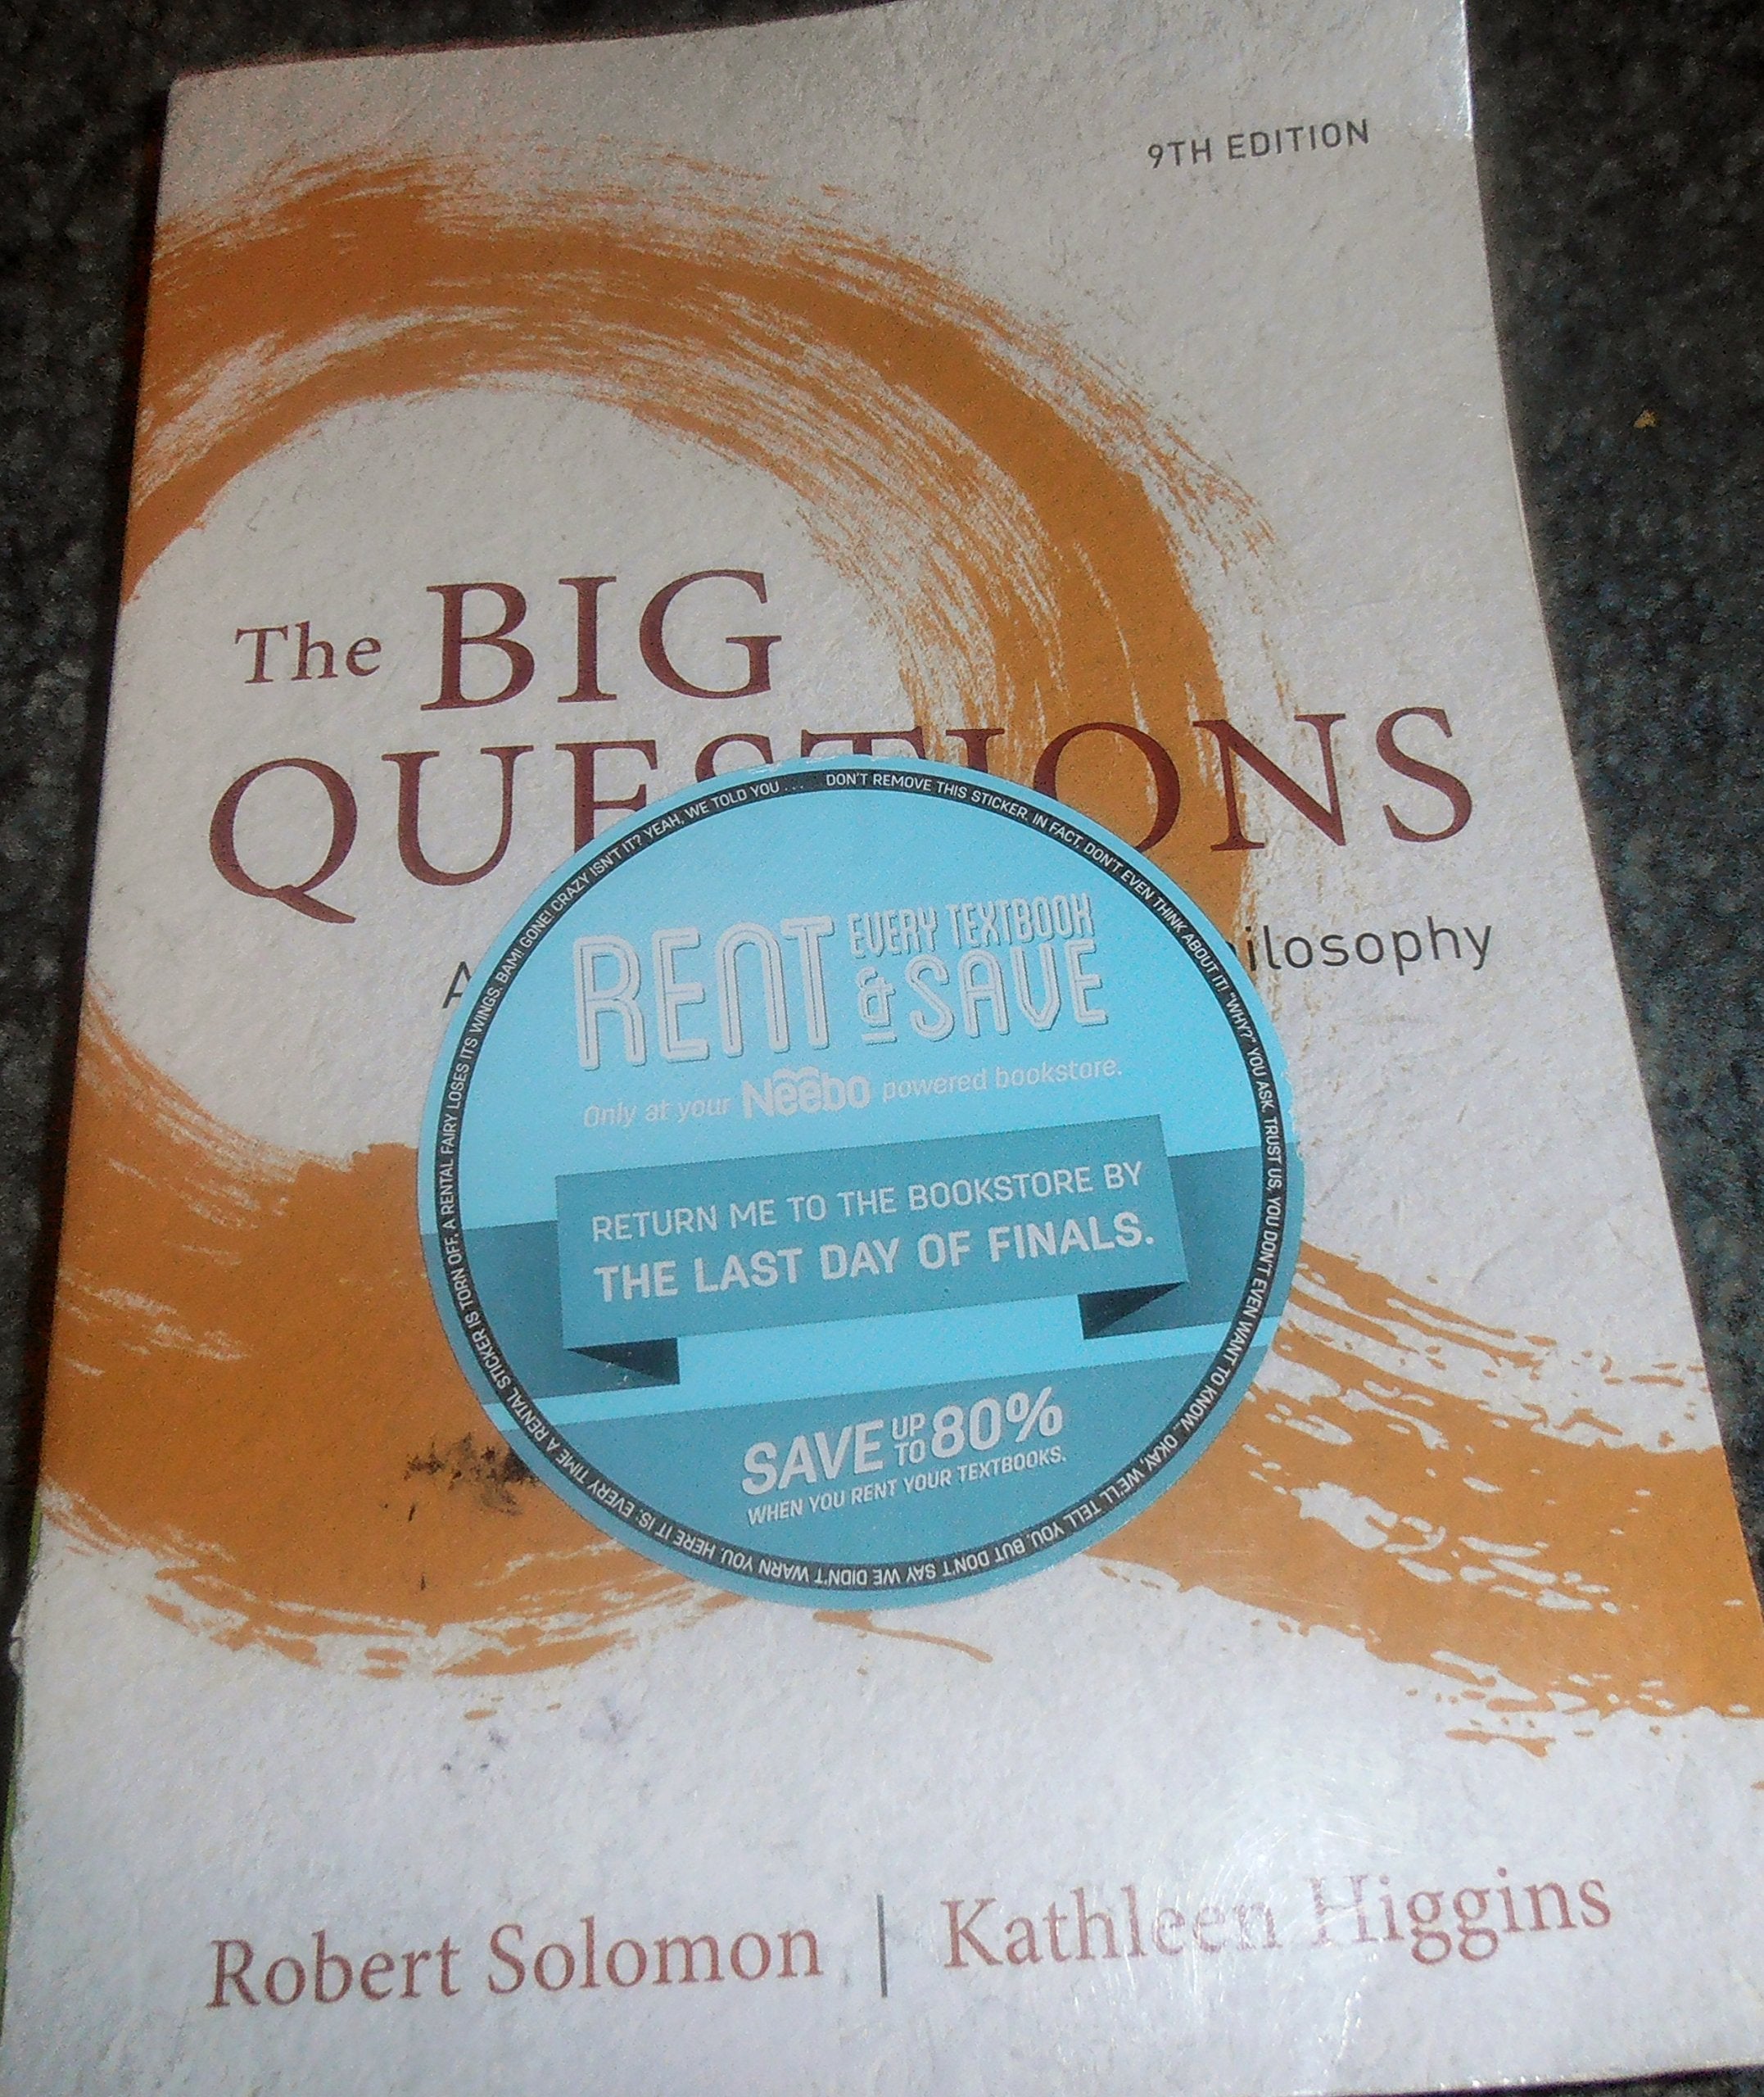 9TH EDITION
The BIG
QUESTIONS
A
ilosophy
DON'T REMOVE THIS STICKER. IN FACT, DON'T EVEN THINK ABOUT IT! "WHY?" YOU ASK. TRUST US, YOU DON'T EVEN WANT TO KNOW. OKAY, WE'LL TELL YOU, BUT DON'T SAY WE DIDN'T WARN YOU. HERE IT IS: EVERY TIME A RENTAL STICKER IS TORN OFF, A RENTAL FAIRY LOSES ITS WINGS. BAM! GONE! CRAZY ISN'T IT? YEAH, WE TOLD YOU . . .
RENT EVERY TEXTBOOK
& SAVE
Only at your Neebo powered bookstore.
RETURN ME TO THE BOOKSTORE BY
THE LAST DAY OF FINALS.
SAVE UP TO 80%
WHEN YOU RENT YOUR TEXTBOOKS.
Robert Solomon | Kathleen Higgins